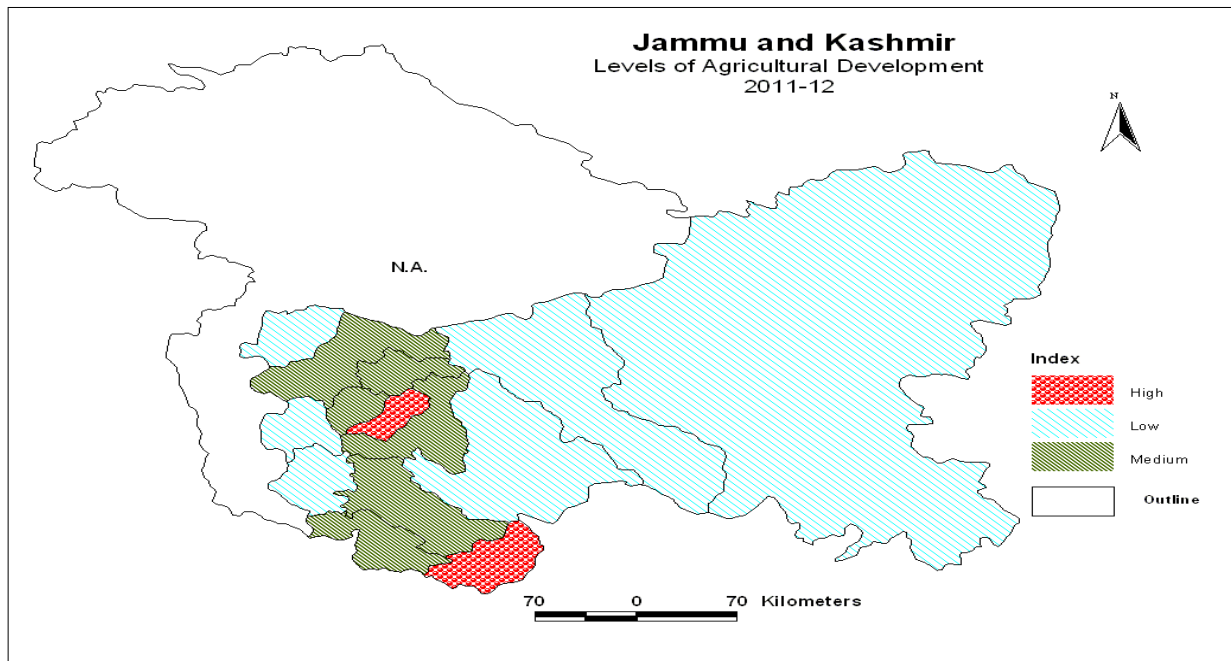 Jammu and Kashmir
Levels of Agricultural Development
2011-12
N
N.A.
Index
High
Low
Medium
Outline
70 0 70 Kilometers